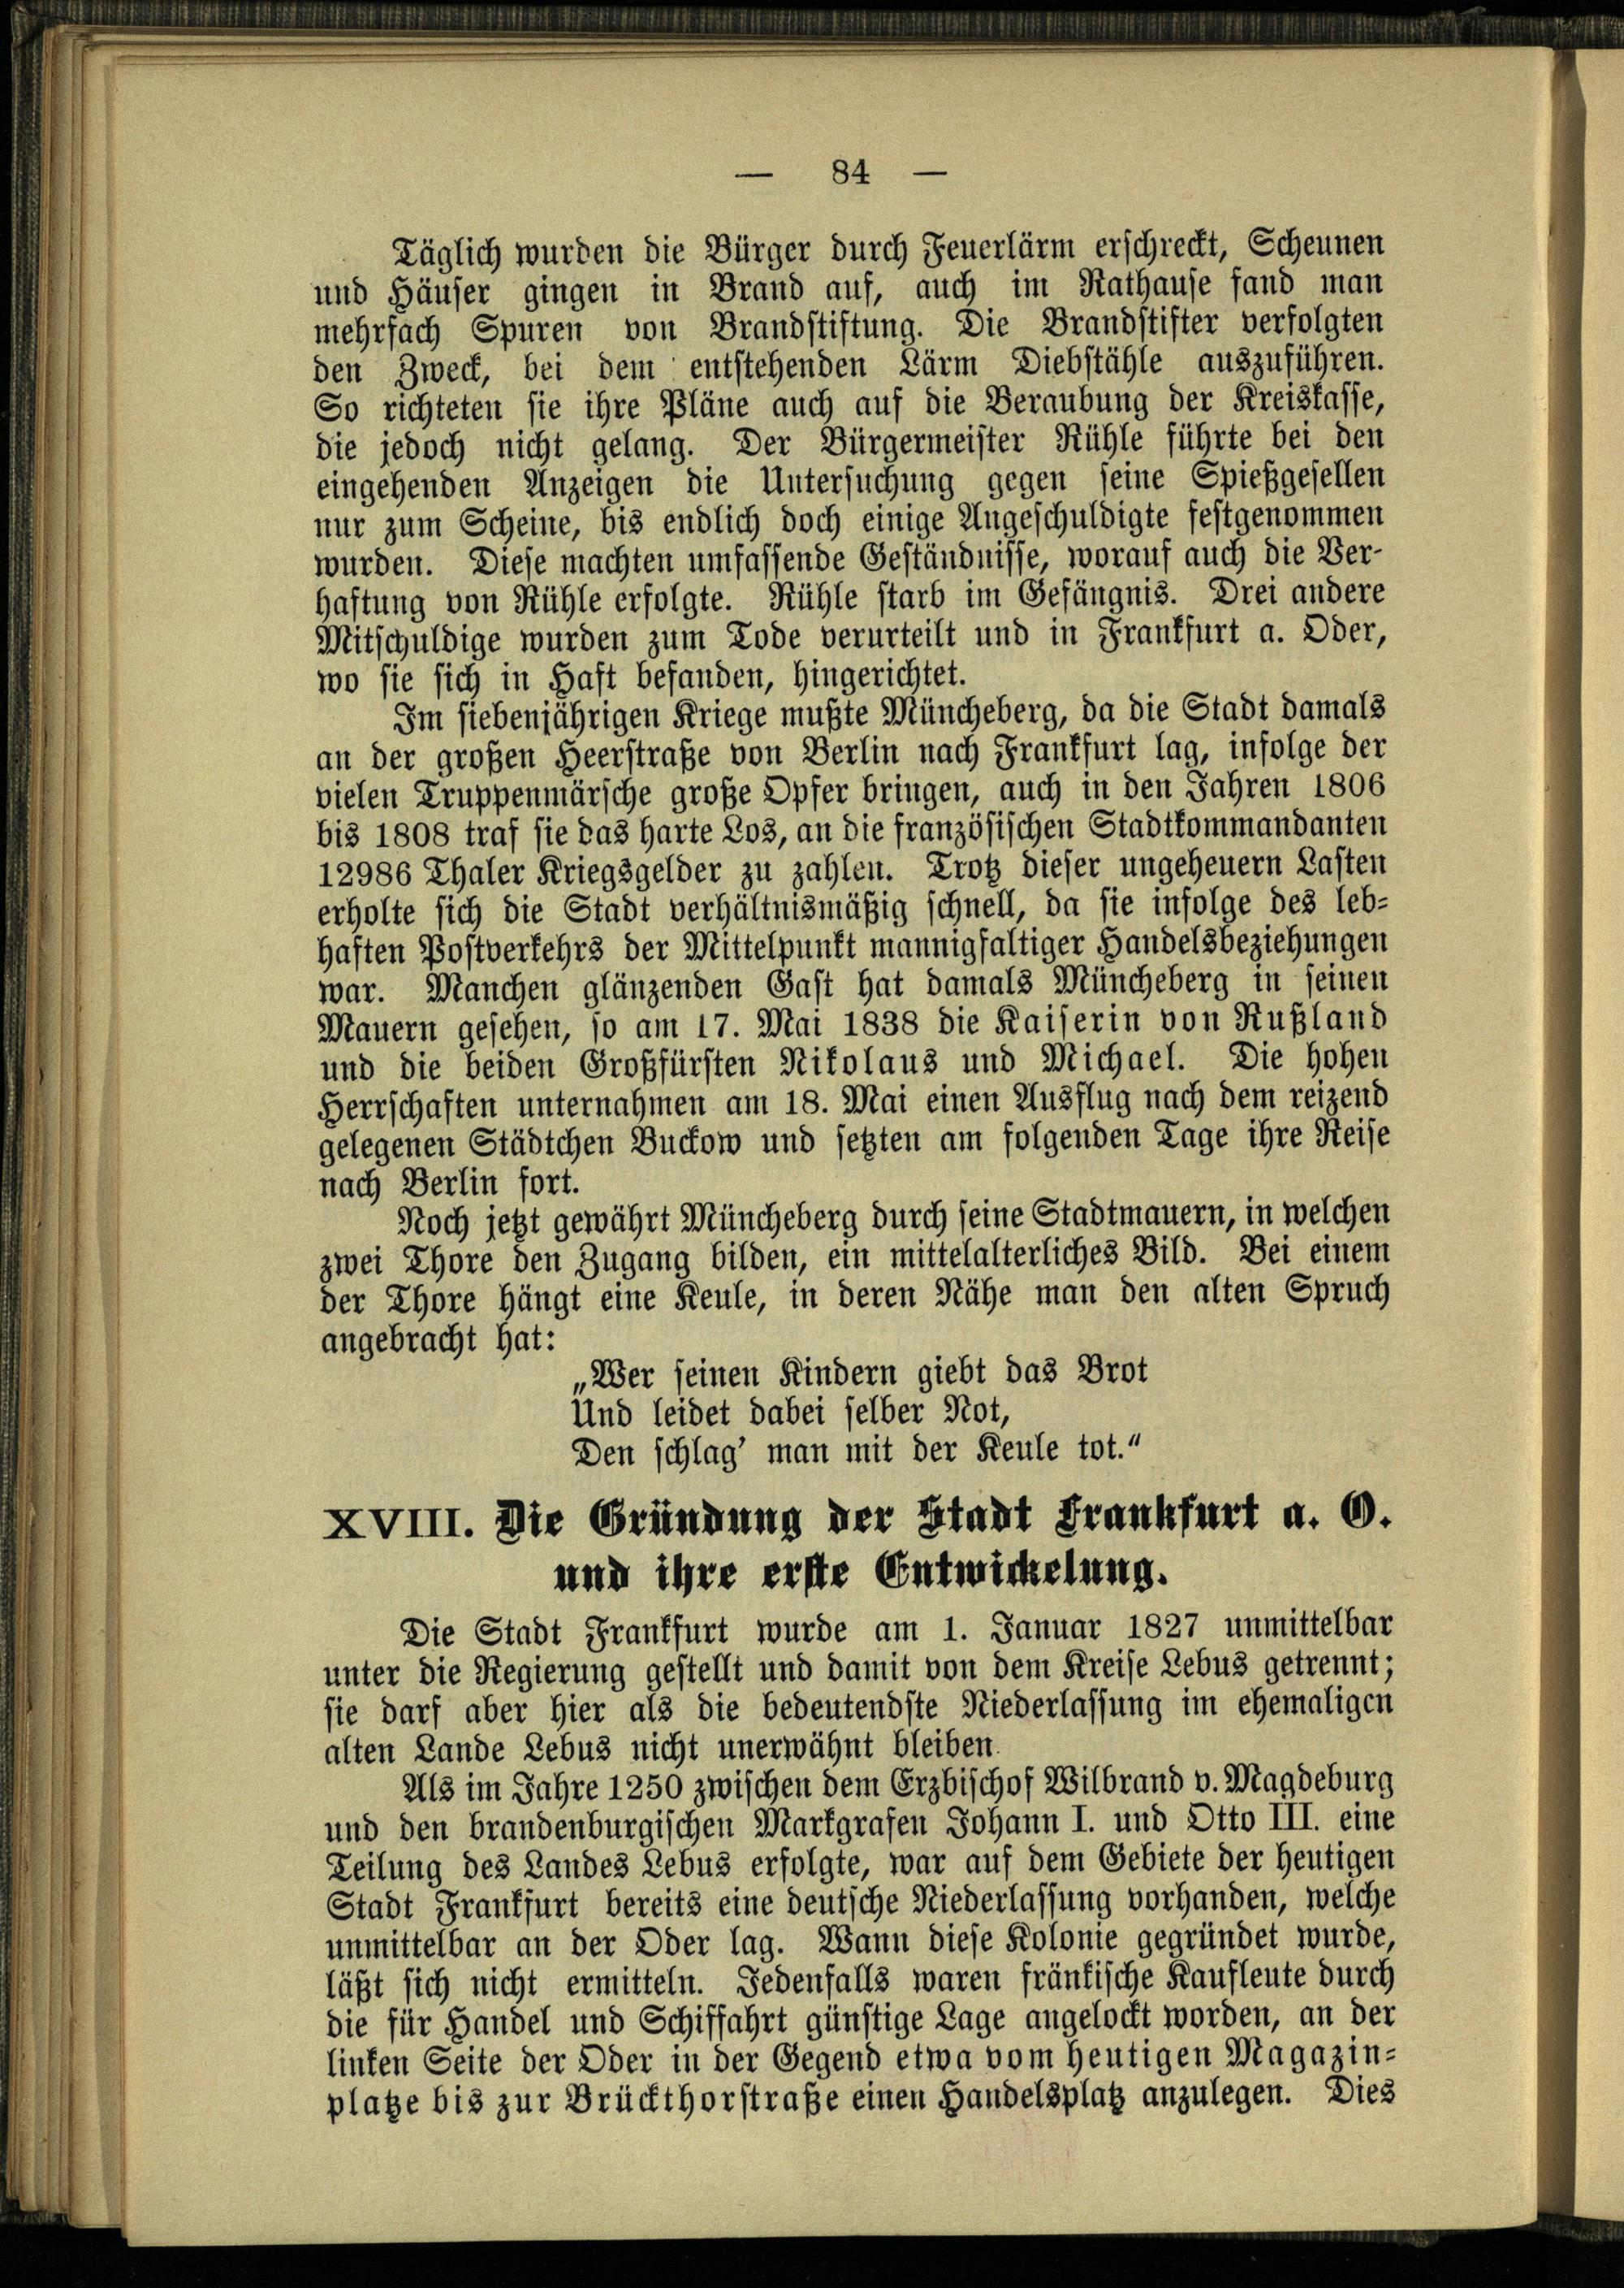 — 84 —
Täglich wurden die Bürger durch Feuerlärm erschreckt, Scheunen
und Häuser gingen in Brand auf, auch im Rathause fand man
mehrfach Spuren von Brandstiftung. Die Brandstifter verfolgten
den Zweck, bei dem entstehenden Lärm Diebstähle auszuführen.
So richteten sie ihre Pläne auch auf die Beraubung der Kreiskasse,
die jedoch nicht gelang. Der Bürgermeister Rühle führte bei den
eingehenden Anzeigen die Untersuchung gegen seine Spießgesellen
nur zum Scheine, bis endlich doch einige Angeschuldigte festgenommen
wurden. Diese machten umfassende Geständnisse, worauf auch die Ver-
haftung von Rühle erfolgte. Rühle starb im Gefängnis. Drei andere
Mitschuldige wurden zum Tode verurteilt und in Frankfurt a. Oder,
wo sie sich in Haft befanden, hingerichtet.
Im siebenjährigen Kriege mußte Müncheberg, da die Stadt damals
an der großen Heerstraße von Berlin nach Frankfurt lag, infolge der
vielen Truppenmärsche große Opfer bringen, auch in den Jahren 1806
bis 1808 traf sie das harte Los, an die französischen Stadtkommandanten
12986 Thaler Kriegsgelder zu zahlen. Trotz dieser ungeheuern Lasten
erholte sich die Stadt verhältnismäßig schnell, da sie infolge des leb-
haften Postverkehrs der Mittelpunkt mannigfaltiger Handelsbeziehungen
war. Manchen glänzenden Gast hat damals Müncheberg in seinen
Mauern gesehen, so am 17. Mai 1838 die Kaiserin von Rußland
und die beiden Großfürsten Nikolaus und Michael. Die hohen
Herrschaften unternahmen am 18. Mai einen Ausflug nach dem reizend
gelegenen Städtchen Buckow und setzten am folgenden Tage ihre Reise
nach Berlin fort.
Noch jetzt gewährt Müncheberg durch seine Stadtmauern, in welchen
zwei Thore den Zugang bilden, ein mittelalterliches Bild. Bei einem
der Thore hängt eine Keule, in deren Nähe man den alten Spruch
angebracht hat:
„Wer seinen Kindern giebt das Brot
Und leidet dabei selber Not,
Den schlag' man mit der Keule tot.“
XVIII. Die Gründung der Stadt Frankfurt a. O.
und ihre erste Entwickelung.
Die Stadt Frankfurt wurde am 1. Januar 1827 unmittelbar
unter die Regierung gestellt und damit von dem Kreise Lebus getrennt;
sie darf aber hier als die bedeutendste Niederlassung im ehemaligen
alten Lande Lebus nicht unerwähnt bleiben.
Als im Jahre 1250 zwischen dem Erzbischof Wilbrand v. Magdeburg
und den brandenburgischen Markgrafen Johann I. und Otto III. eine
Teilung des Landes Lebus erfolgte, war auf dem Gebiete der heutigen
Stadt Frankfurt bereits eine deutsche Niederlassung vorhanden, welche
unmittelbar an der Oder lag. Wann diese Kolonie gegründet wurde,
läßt sich nicht ermitteln. Jedenfalls waren fränkische Kaufleute durch
die für Handel und Schiffahrt günstige Lage angelockt worden, an der
linken Seite der Oder in der Gegend etwa vom heutigen Magazin-
platze bis zur Brückthorstraße einen Handelsplatz anzulegen. Dies